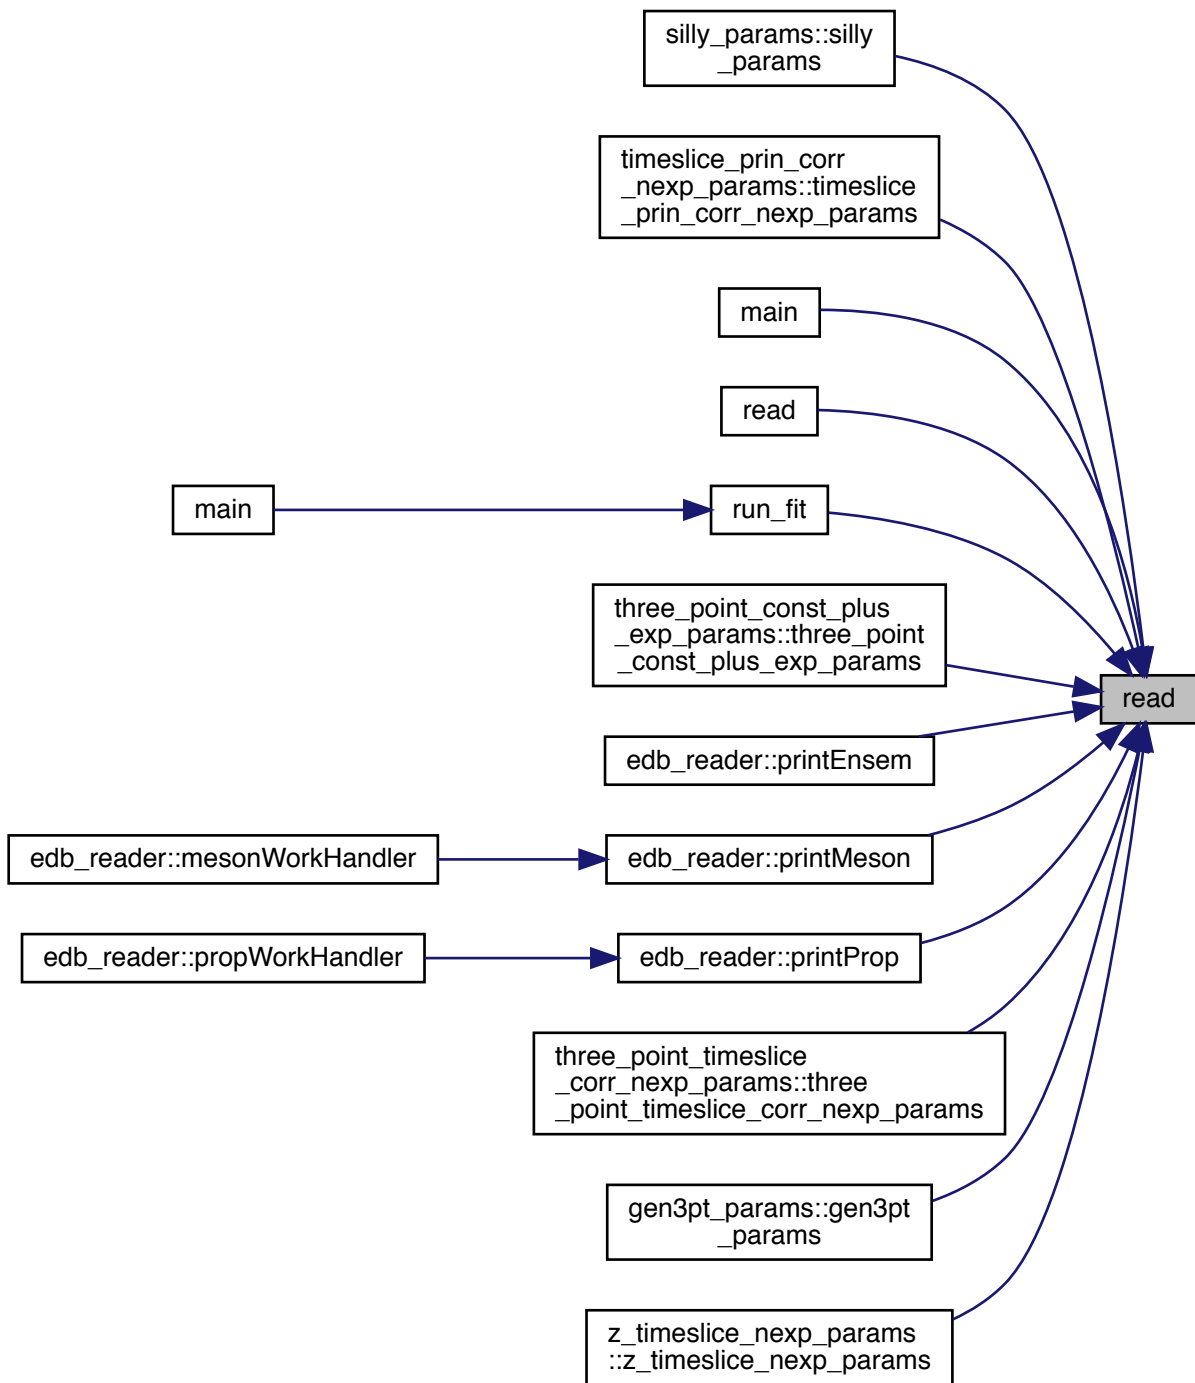 silly_params::silly
_params
timeslice_prin_corr
_nexp_params::timeslice
_prin_corr_nexp_params
main
read
main
run_fit
three_point_const_plus
_exp_params::three_point
_const_plus_exp_params
read
edb_reader::printEnsem
edb_reader::mesonWorkHandler
edb_reader::printMeson
edb_reader::propWorkHandler
edb_reader::printProp
three_point_timeslice
_corr_nexp_params::three
_point_timeslice_corr_nexp_params
gen3pt_params::gen3pt
_params
z_timeslice_nexp_params
::z_timeslice_nexp_params